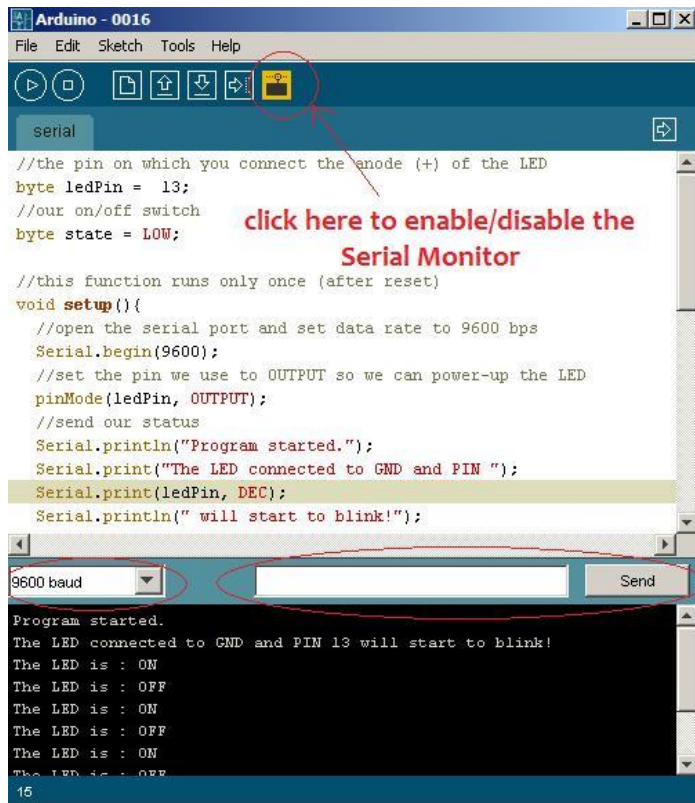 Arduino - 0016
File Edit Sketch Tools Help
serial
//the pin on which you connect the anode (+) of the LED
byte ledPin =  13;
//our on/off switch
byte state = LOW;
click here to enable/disable the
Serial Monitor
//this function runs only once (after reset)
void setup(){
//open the serial port and set data rate to 9600 bps
Serial.begin(9600);
//set the pin we use to OUTPUT so we can power-up the LED
pinMode(ledPin, OUTPUT);
//send our status
Serial.println("Program started.");
Serial.print("The LED connected to GND and PIN ");
Serial.print(ledPin, DEC);
Serial.println(" will start to blink!");
9600 baud
Send
Program started.
The LED connected to GND and PIN 13 will start to blink!
The LED is : ON
The LED is : OFF
The LED is : ON
The LED is : OFF
The LED is : ON
The LED is : OFF
15